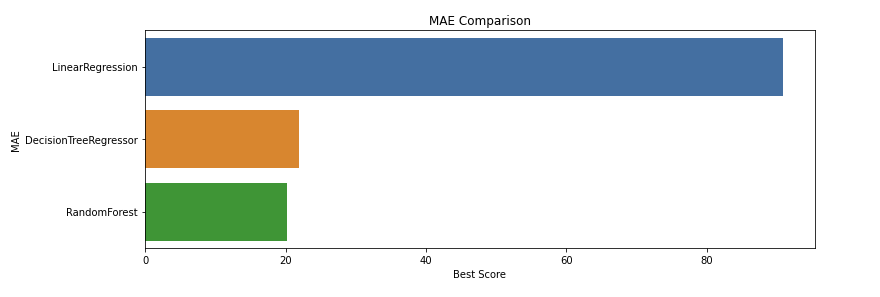 MAE Comparison
LinearRegression
DecisionTreeRegressor
RandomForest
MAE
0 20 40 60 80
Best Score